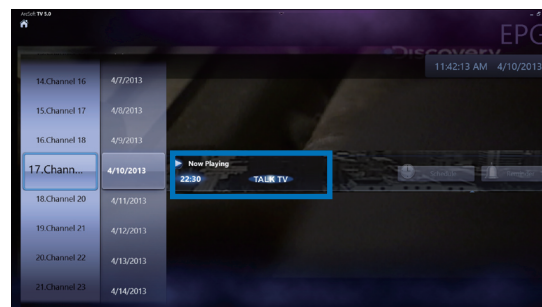 ArcSoft TV 5.0
EPG
Discovery
11:42:13 AM 4/10/2013
14.Channel 16 4/7/2013
15.Channel 17 4/8/2013
16.Channel 18 4/9/2013
Now Playing
17.Chann... 4/10/2013 22:30 TALK TV Schedule
18.Channel 20 4/11/2013
19.Channel 21 4/12/2013
20.Channel 22 4/13/2013
21.Channel 23 4/14/2013